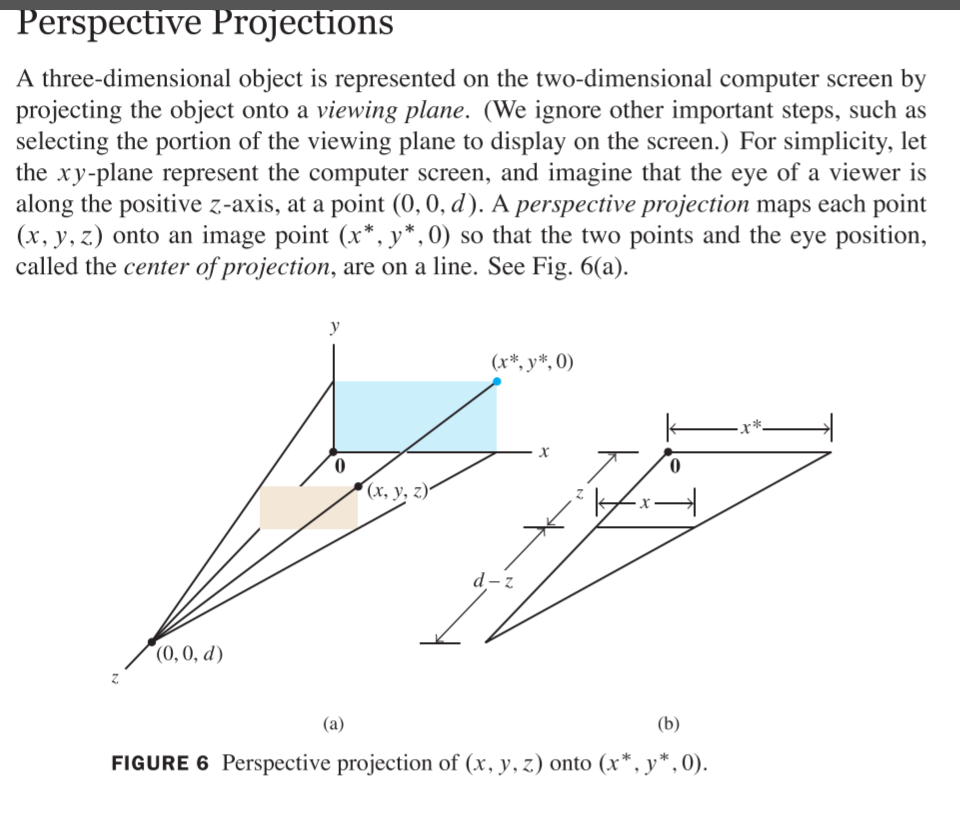 Perspective Projections
A three-dimensional object is represented on the two-dimensional computer screen by
projecting the object onto a viewing plane. (We ignore other important steps, such as
selecting the portion of the viewing plane to display on the screen.) For simplicity, let
the xy-plane represent the computer screen, and imagine that the eye of a viewer is
along the positive z-axis, at a point (0, 0, d). A perspective projection maps each point
(x, y, z) onto an image point (x*, y*, 0) so that the two points and the eye position,
called the center of projection, are on a line. See Fig. 6(a).
y
(x*, y*, 0)
x
0
(x, y, z)
(0, 0, d)
z
x*
0
z
x
d – z
(a)
(b)
FIGURE 6 Perspective projection of (x, y, z) onto (x*, y*, 0).